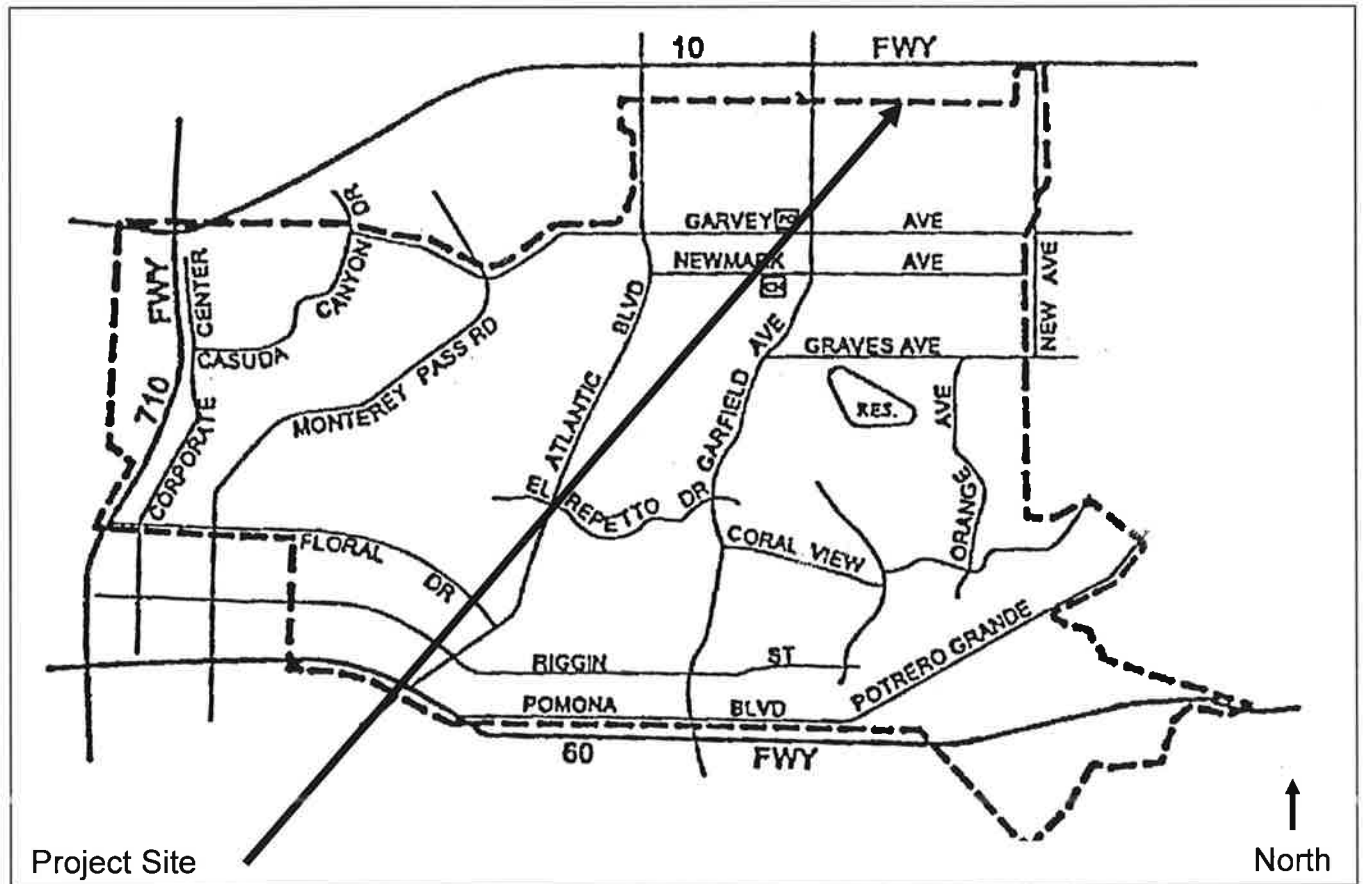 10 FWY
DR
GARVEY AVE
NEWMARK AVE
FWY
710
CENTER
CORPORATE
CANYON
CASUDA
MONTEREY PASS RD
ATLANTIC BLVD
GARFIELD AVE
NEW AVE
GRAVES AVE
RES.
ORANGE AVE
EL REPETTO DR
CORAL VIEW
FLORAL DR
RIGGIN ST
POTRERO GRANDE
POMONA BLVD
60 FWY
Project Site
North